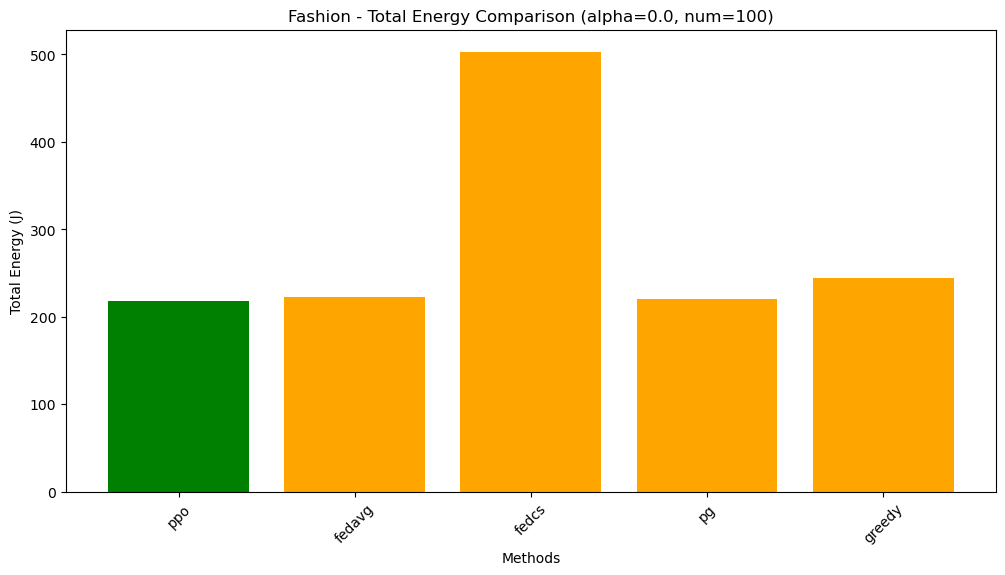 Fashion - Total Energy Comparison (alpha=0.0, num=100)
Total Energy (J)
500
400
300
200
100
0
ppo
fedavg
fedcs
pg
greedy
Methods